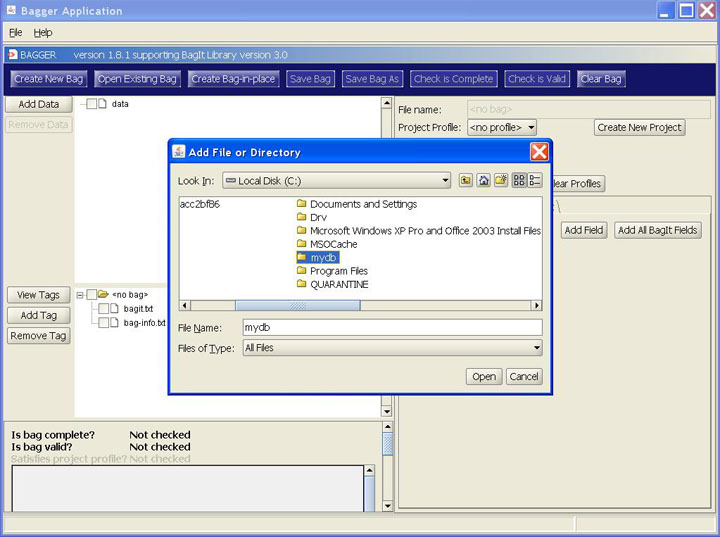 Bagger Application
File Help
BAGGER version 1.8.1 supporting BagIt Library version 3.0
Create New Bag Open Existing Bag Create Bag-in-place Save Bag Save Bag As Check is Complete Check is Valid Clear Bag
Add Data
Remove Data
data
File name: <no bag>
Project Profile: <no profile> Create New Project
Add File or Directory
Look In: Local Disk (C:)
lear Profiles
acc2bf86
Documents and Settings
Drv
Microsoft Windows XP Pro and Office 2003 Install Files
MSOCache
mydb
Program Files
QUARANTINE
Add Field Add All BagIt Fields
File Name: mydb
Files of Type: All Files
Open Cancel
View Tags
Add Tag
Remove Tag
<no bag>
bagit.txt
bag-info.txt
Is bag complete? Not checked
Is bag valid? Not checked
Satisfies project profile? Not checked